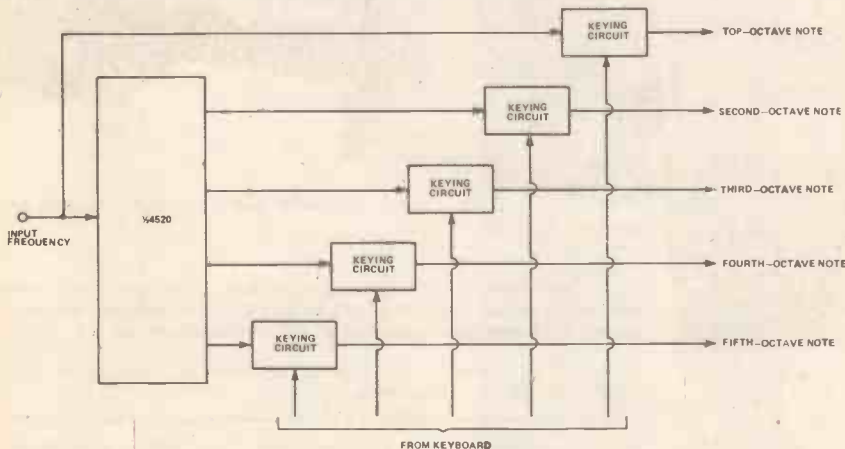 KEYING
CIRCUIT
TOP-OCTAVE NOTE
KEYING
CIRCUIT
SECOND-OCTAVE NOTE
KEYING
CIRCUIT
THIRD-OCTAVE NOTE
INPUT
FREQUENCY
½4520
KEYING
CIRCUIT
FOURTH-OCTAVE NOTE
KEYING
CIRCUIT
FIFTH-OCTAVE NOTE
FROM KEYBOARD